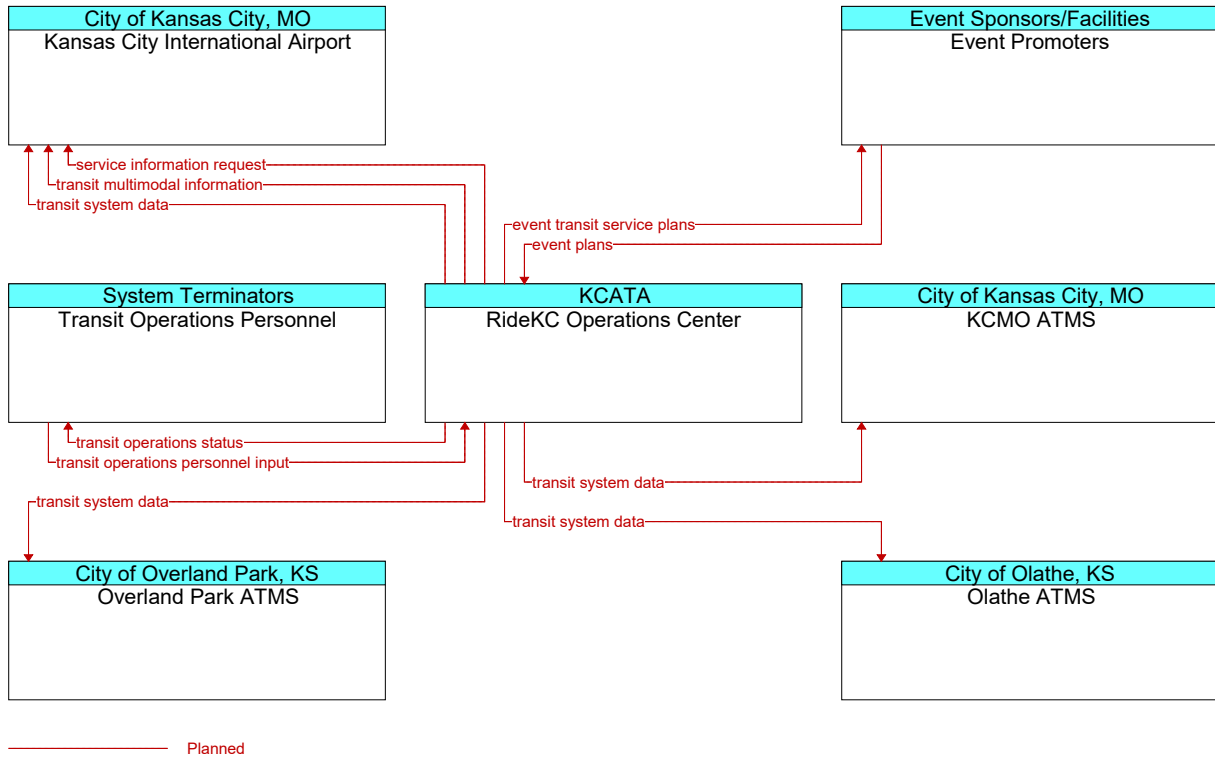 City of Kansas City, MO
Kansas City International Airport
Event Sponsors/Facilities
Event Promoters
service information request
transit multimodal information
transit system data
event transit service plans
event plans
System Terminators
Transit Operations Personnel
KCATA
RideKC Operations Center
City of Kansas City, MO
KCMO ATMS
transit operations status
transit operations personnel input
transit system data
transit system data
transit system data
City of Overland Park, KS
Overland Park ATMS
City of Olathe, KS
Olathe ATMS
Planned